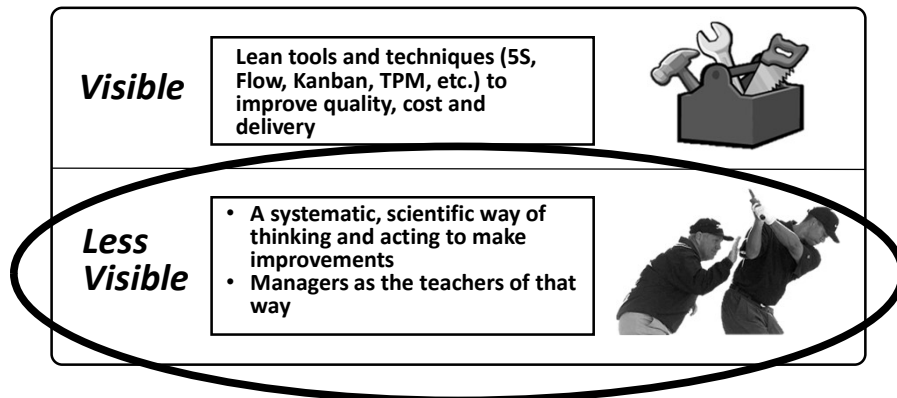 Visible
Lean tools and techniques (5S,
Flow, Kanban, TPM, etc.) to
improve quality, cost and
delivery
Less
Visible
• A systematic, scientific way of
thinking and acting to make
improvements
• Managers as the teachers of that
way